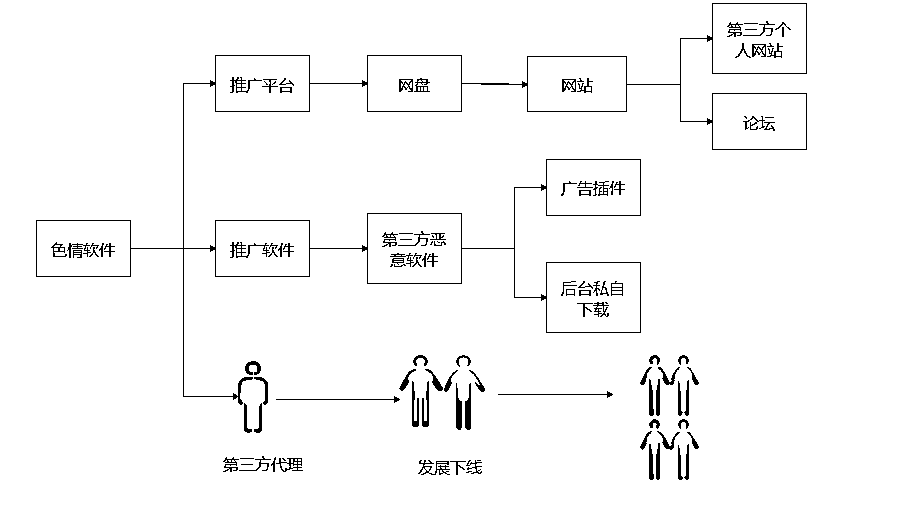 第三方个
人网站
推广平台
网盘
网站
论坛
广告插件
色情软件
推广软件
第三方恶
意软件
后台私自
下载
第三方代理
发展下线